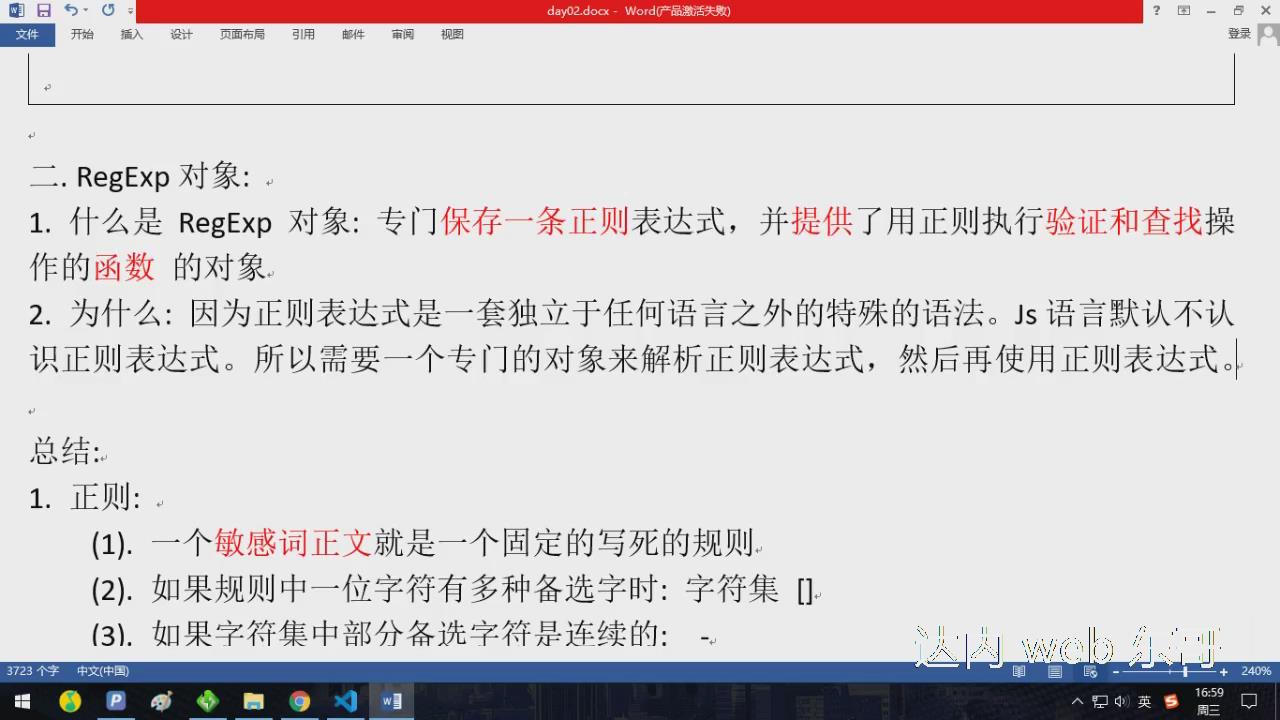 day02.docx - Word(产品激活失败)
文件 开始 插入 设计 页面布局 引用 邮件 审阅 视图 登录
二. RegExp 对象:
1. 什么是 RegExp 对象: 专门保存一条正则表达式，并提供了用正则执行验证和查找操
作的函数 的对象
2. 为什么: 因为正则表达式是一套独立于任何语言之外的特殊的语法。Js 语言默认不认
识正则表达式。所以需要一个专门的对象来解析正则表达式，然后再使用正则表达式。
总结:
1. 正则:
(1). 一个敏感词正文就是一个固定的写死的规则
(2). 如果规则中一位字符有多种备选字时: 字符集 []
(3). 如果字符集中部分备选字符是连续的: -
达内 web 东哥
3723 个字 中文(中国) 240%
英 16:59
周三